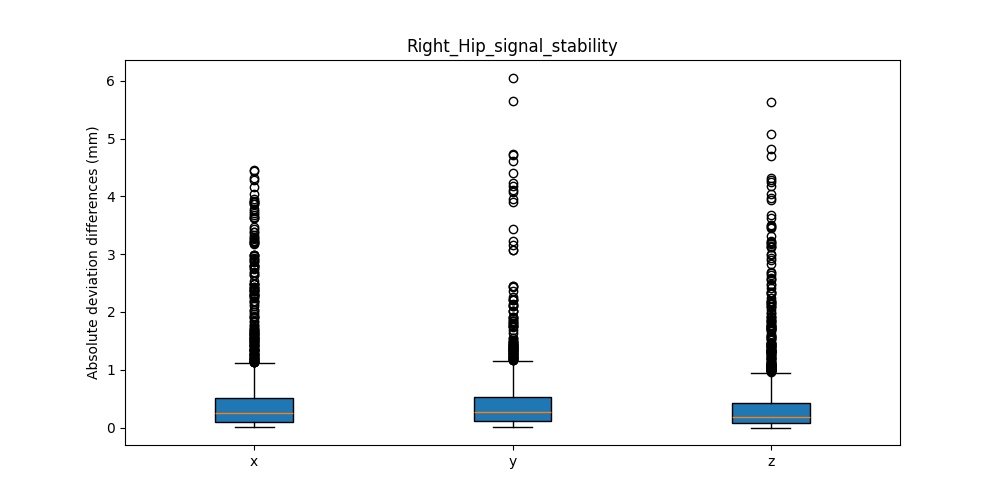 Right_Hip_signal_stability
Absolute deviation differences (mm)
6
5
4
3
2
1
0
x y z